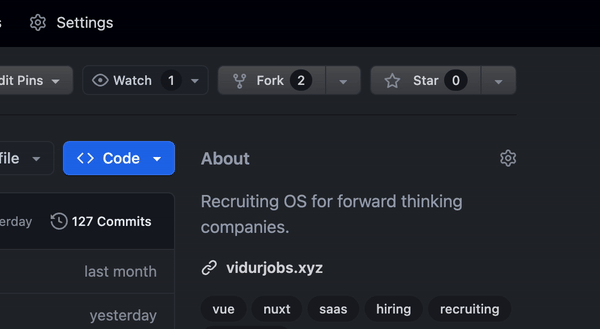 Settings
dit Pins Watch 1 Fork 2 Star 0
file Code About
Recruiting OS for forward thinking
companies.
erday 127 Commits
vidurjobs.xyz
last month
vue nuxt saas hiring recruiting
yesterday